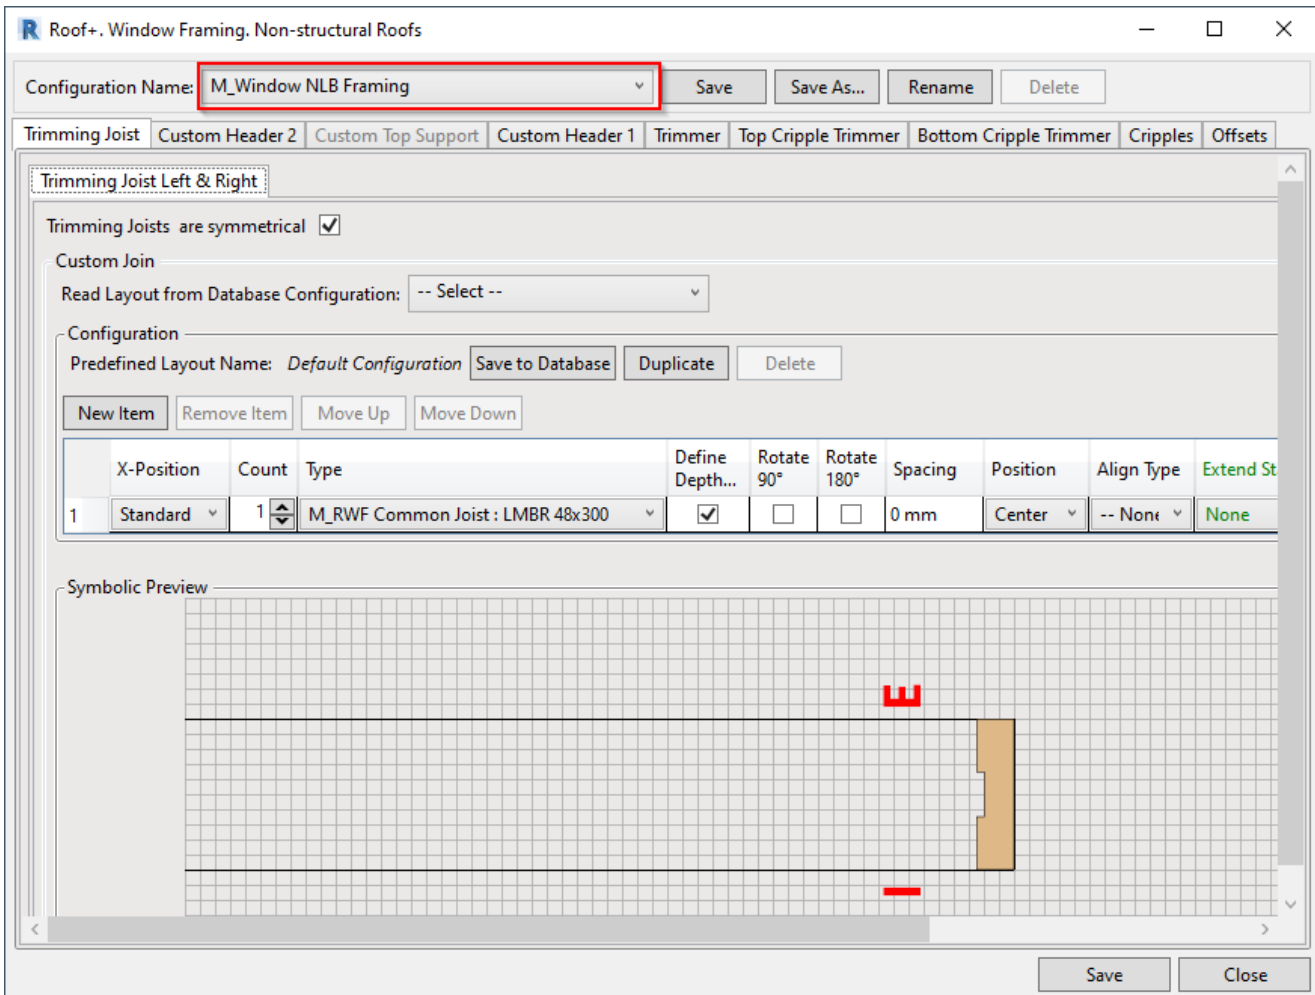 R Roof+. Window Framing. Non-structural Roofs
Configuration Name: M_Window NLB Framing Save Save As... Rename Delete
Trimming Joist Custom Header 2 Custom Top Support Custom Header 1 Trimmer Top Cripple Trimmer Bottom Cripple Trimmer Cripples Offsets
Trimming Joist Left & Right
Trimming Joists are symmetrical
Custom Join
Read Layout from Database Configuration: -- Select --
Configuration
Predefined Layout Name: Default Configuration Save to Database Duplicate Delete
New Item Remove Item Move Up Move Down
X-Position Count Type Define Depth... Rotate 90° Rotate 180° Spacing Position Align Type Extend St
1 Standard 1 M_RWF Common Joist : LMBR 48x300 0 mm Center -- None None
Symbolic Preview
E
I
Save Close